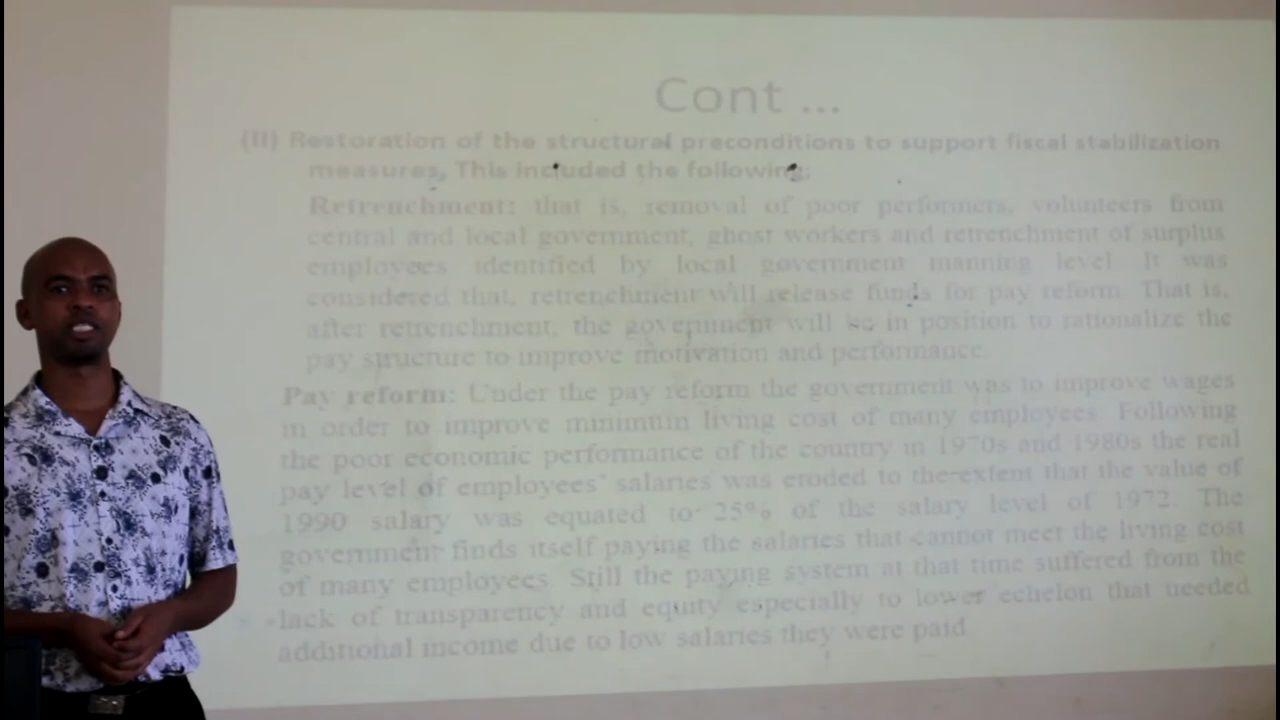 Cont ...
(II) Restoration of the structural preconditions to support fiscal stabilization
measures, This included the following;
Retrenchment: that is, removal of poor performers, volunteers from
central and local government, ghost workers and retrenchment of surplus
employees identified by local government manning level. It was
considered that, retrenchment will release funds for pay reform. That is,
after retrenchment, the government will be in position to rationalize the
pay structure to improve motivation and performance.
Pay reform: Under the pay reform the government was to improve wages
in order to improve minimum living cost of many employees. Following
the poor economic performance of the country in 1970s and 1980s the real
pay level of employees' salaries was eroded to the extent that the value of
1990 salary was equated to 25% of the salary level of 1972. The
government finds itself paying the salaries that cannot meet the living cost
of many employees. Still the paying system at that time suffered from the
lack of transparency and equity especially to lower echelon that needed
additional income due to low salaries they were paid